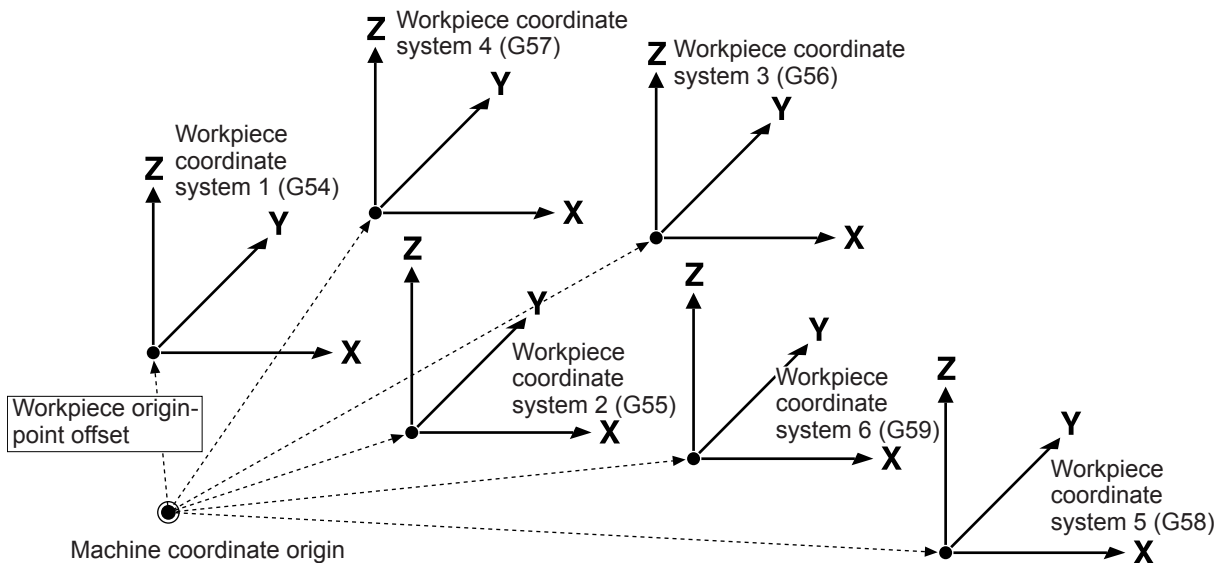 Z
Workpiece coordinate
system 4 (G57)
Y
X
Z
Workpiece coordinate
system 3 (G56)
Y
X
Z
Workpiece
coordinate
system 1 (G54)
Y
X
Z
Y
Workpiece
coordinate
system 2 (G55)
X
Z
Y
Workpiece
coordinate
system 6 (G59)
X
Z
Y
Workpiece
coordinate
system 5 (G58)
X
Workpiece origin-
point offset
Machine coordinate origin